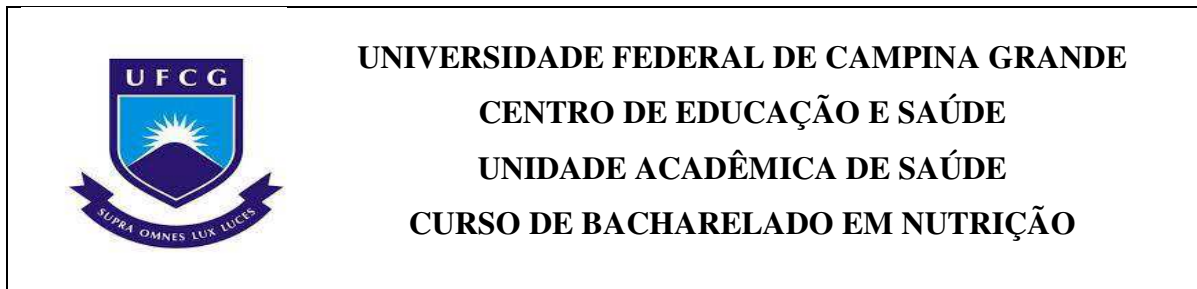 UFCG
SUPRA OMNES LUX LUCES
UNIVERSIDADE FEDERAL DE CAMPINA GRANDE
CENTRO DE EDUCAÇÃO E SAÚDE
UNIDADE ACADÊMICA DE SAÚDE
CURSO DE BACHARELADO EM NUTRIÇÃO